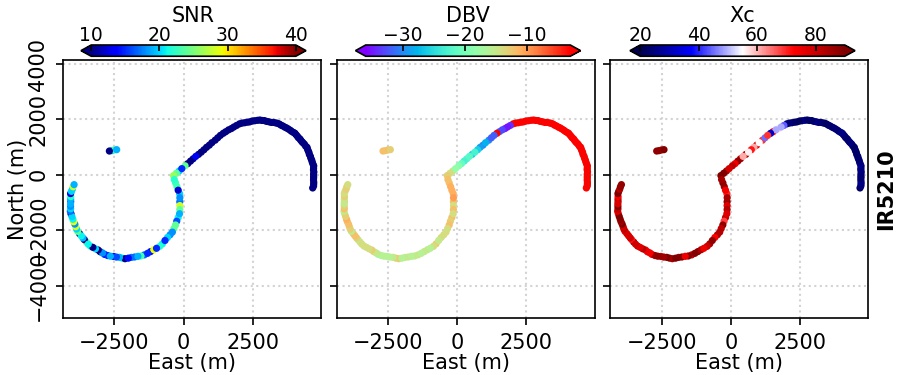 SNR DBV Xc
10 20 30 40 −30 −20 −10 20 40 60 80
4000
2000
0
−2000
−4000
North (m)
IR5210
−2500 0 2500 −2500 0 2500 −2500 0 2500
East (m) East (m) East (m)